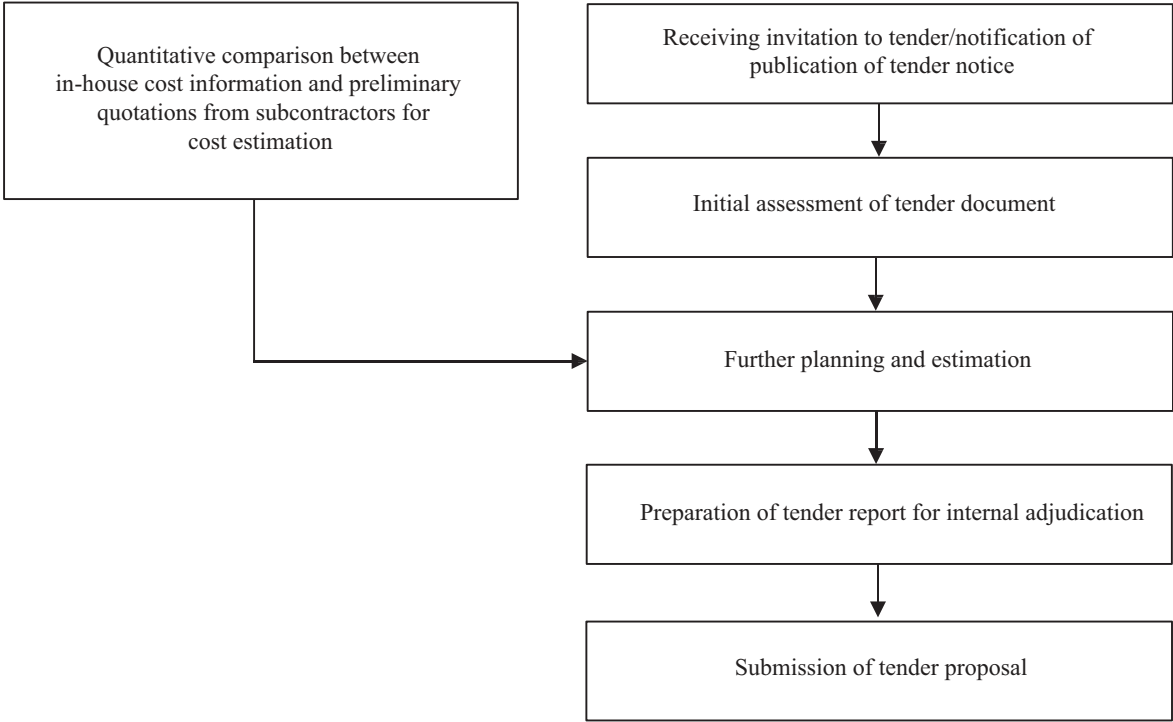 Quantitative comparison between
in-house cost information and preliminary
quotations from subcontractors for
cost estimation
Receiving invitation to tender/notification of
publication of tender notice
Initial assessment of tender document
Further planning and estimation
Preparation of tender report for internal adjudication
Submission of tender proposal